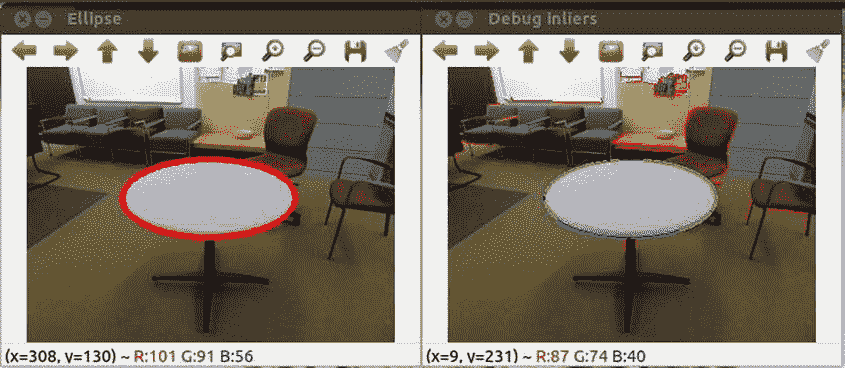 Ellipse
Debug inliers
(x=308, y=130) ~ R:101 G:91 B:56
(x=9, y=231) ~ R:87 G:74 B:40